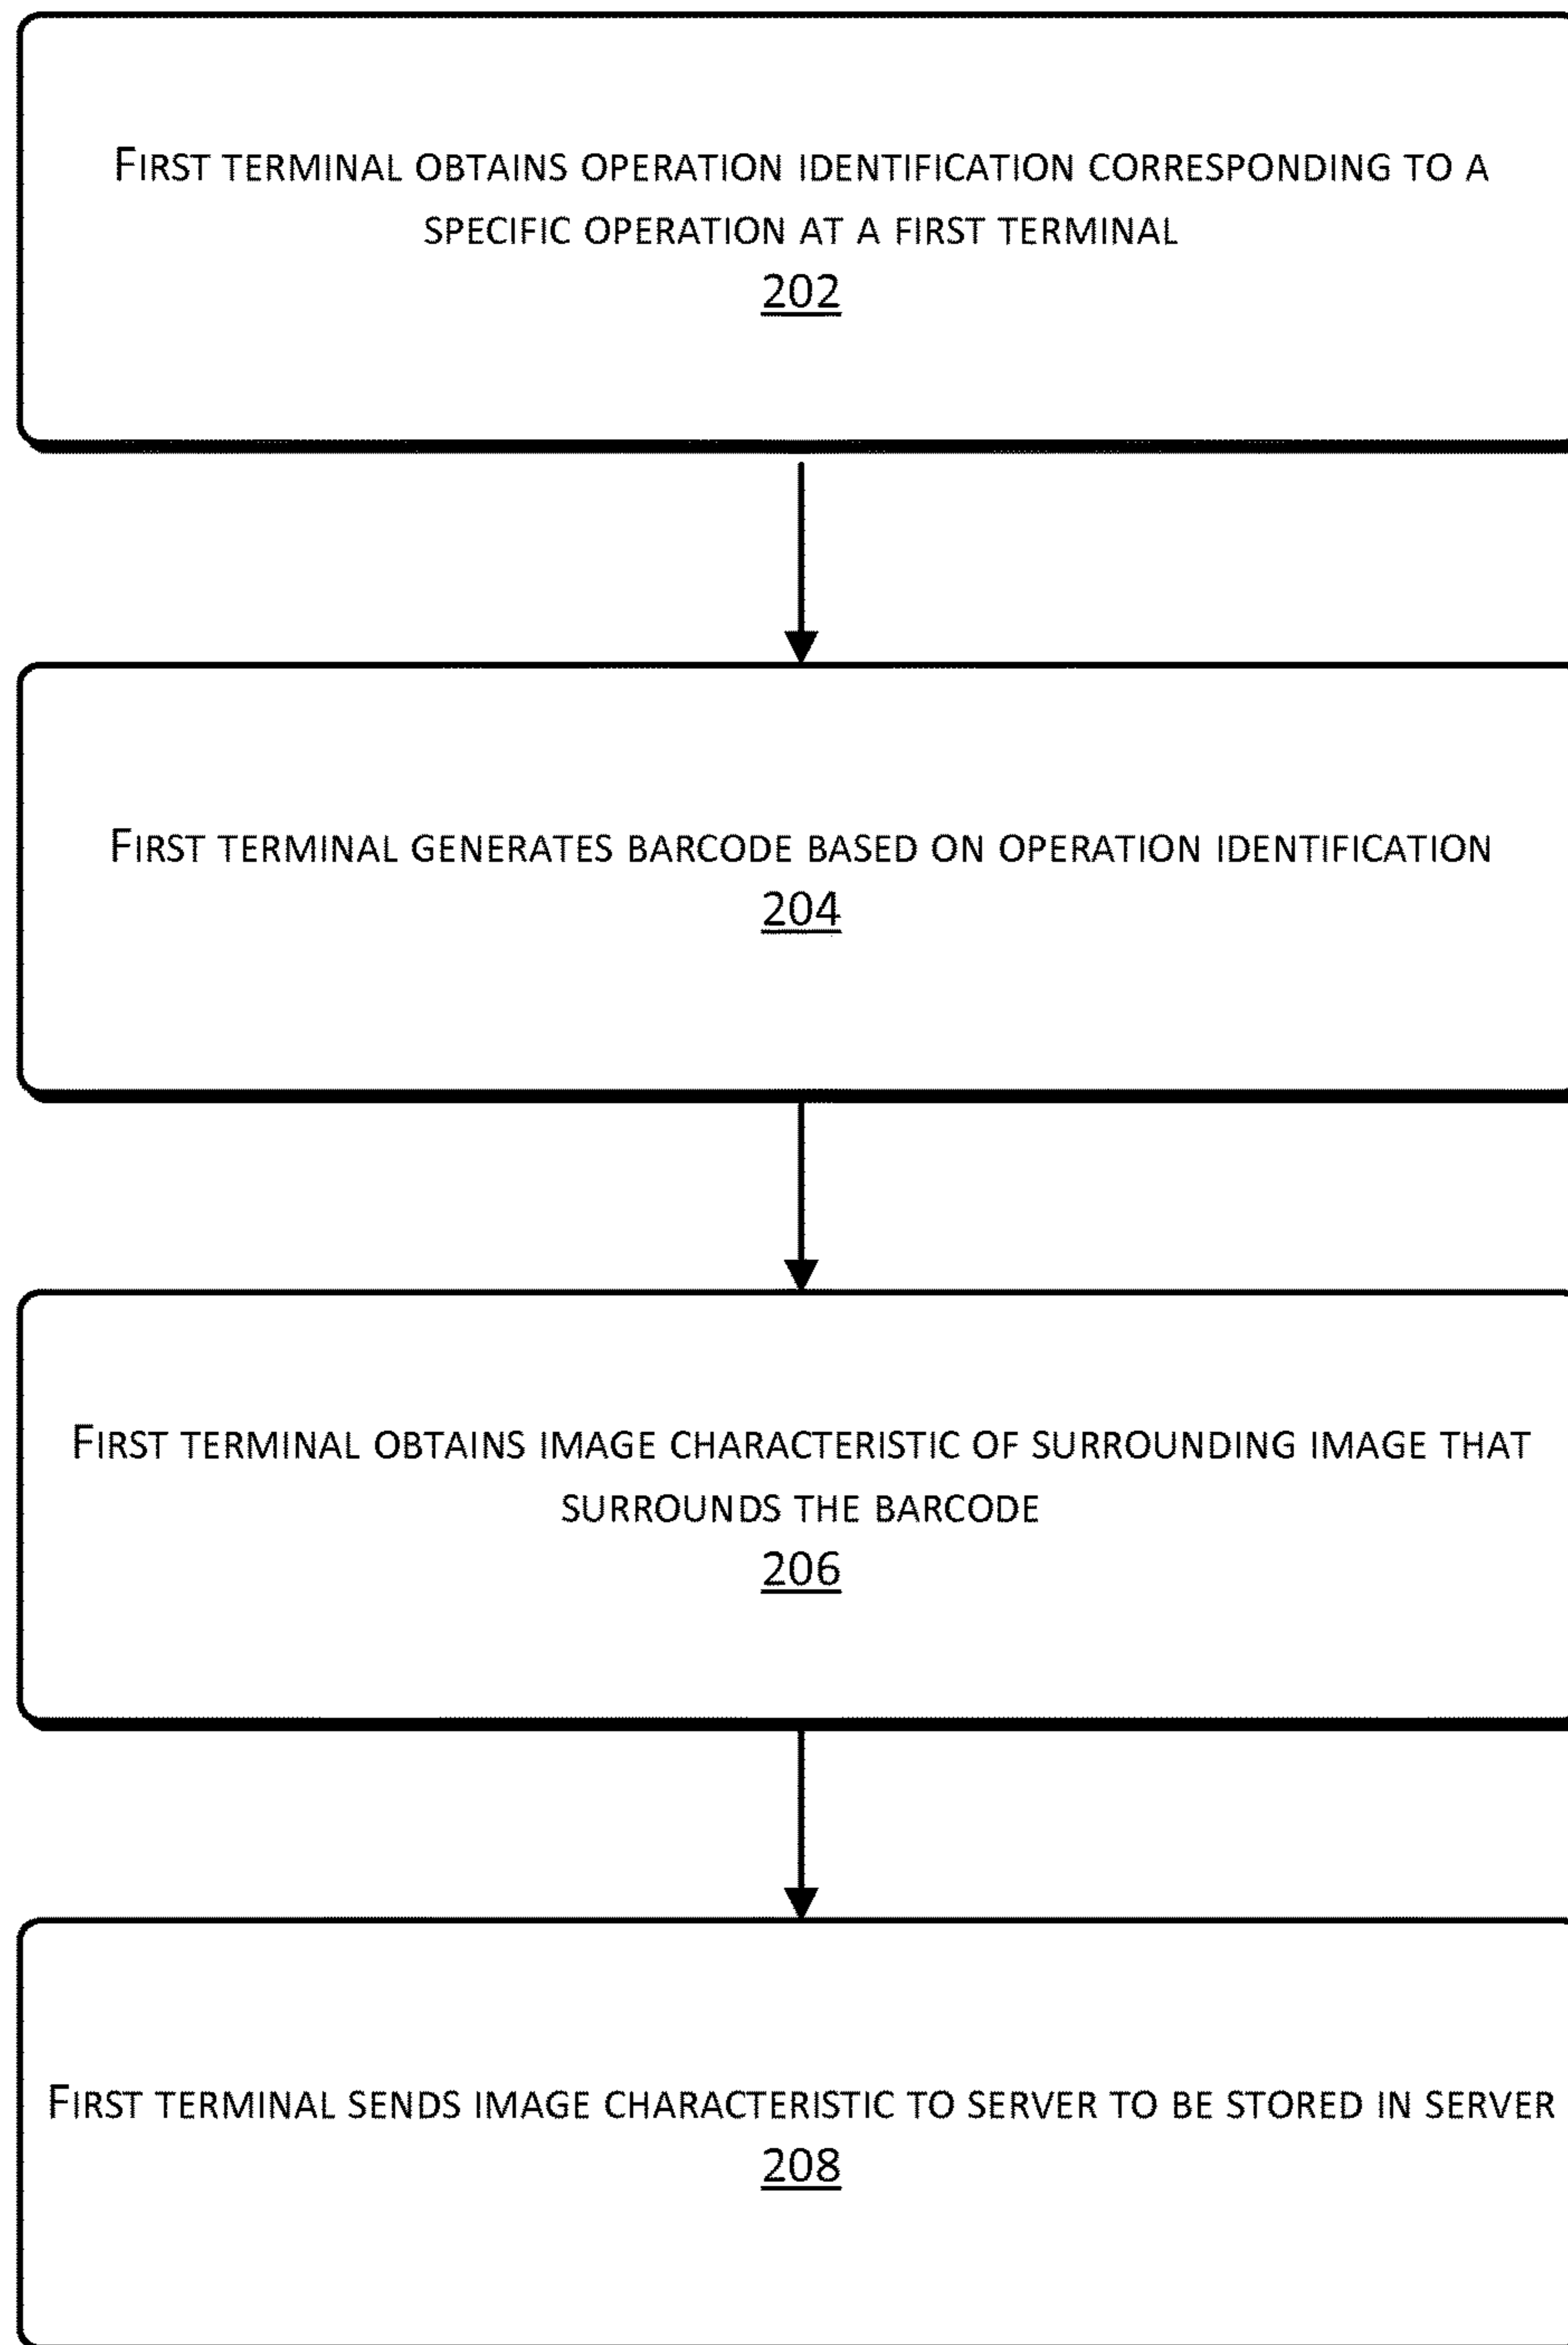 FIRST TERMINAL OBTAINS OPERATION IDENTIFICATION CORRESPONDING TO A
SPECIFIC OPERATION AT A FIRST TERMINAL
202
FIRST TERMINAL GENERATES BARCODE BASED ON OPERATION IDENTIFICATION
204
FIRST TERMINAL OBTAINS IMAGE CHARACTERISTIC OF SURROUNDING IMAGE THAT
SURROUNDS THE BARCODE
206
FIRST TERMINAL SENDS IMAGE CHARACTERISTIC TO SERVER TO BE STORED IN SERVER
208